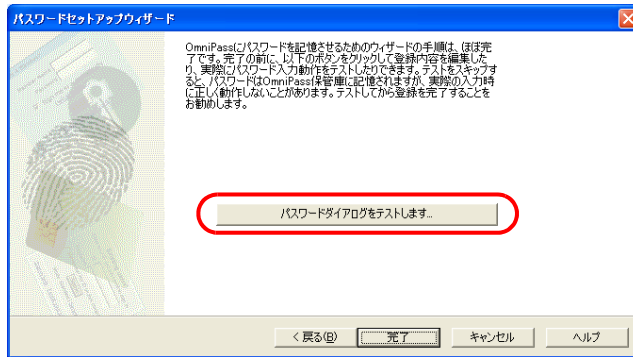 パスワードセットアップウィザード
OmniPassにパスワードを記憶させるためのウィザードの手順は、ほぼ完
了です。完了の前に、以下のボタンをクリックして登録内容を編集した
り、実際にパスワード入力動作をテストしたりできます。テストをスキップす
ると、パスワードはOmniPass保管庫に記憶されますが、実際の入力時
に正しく動作しないことがあります。テストしてから登録を完了することを
お勧めします。
パスワードダイアログをテストします...
< 戻る(B)
完了
キャンセル
ヘルプ